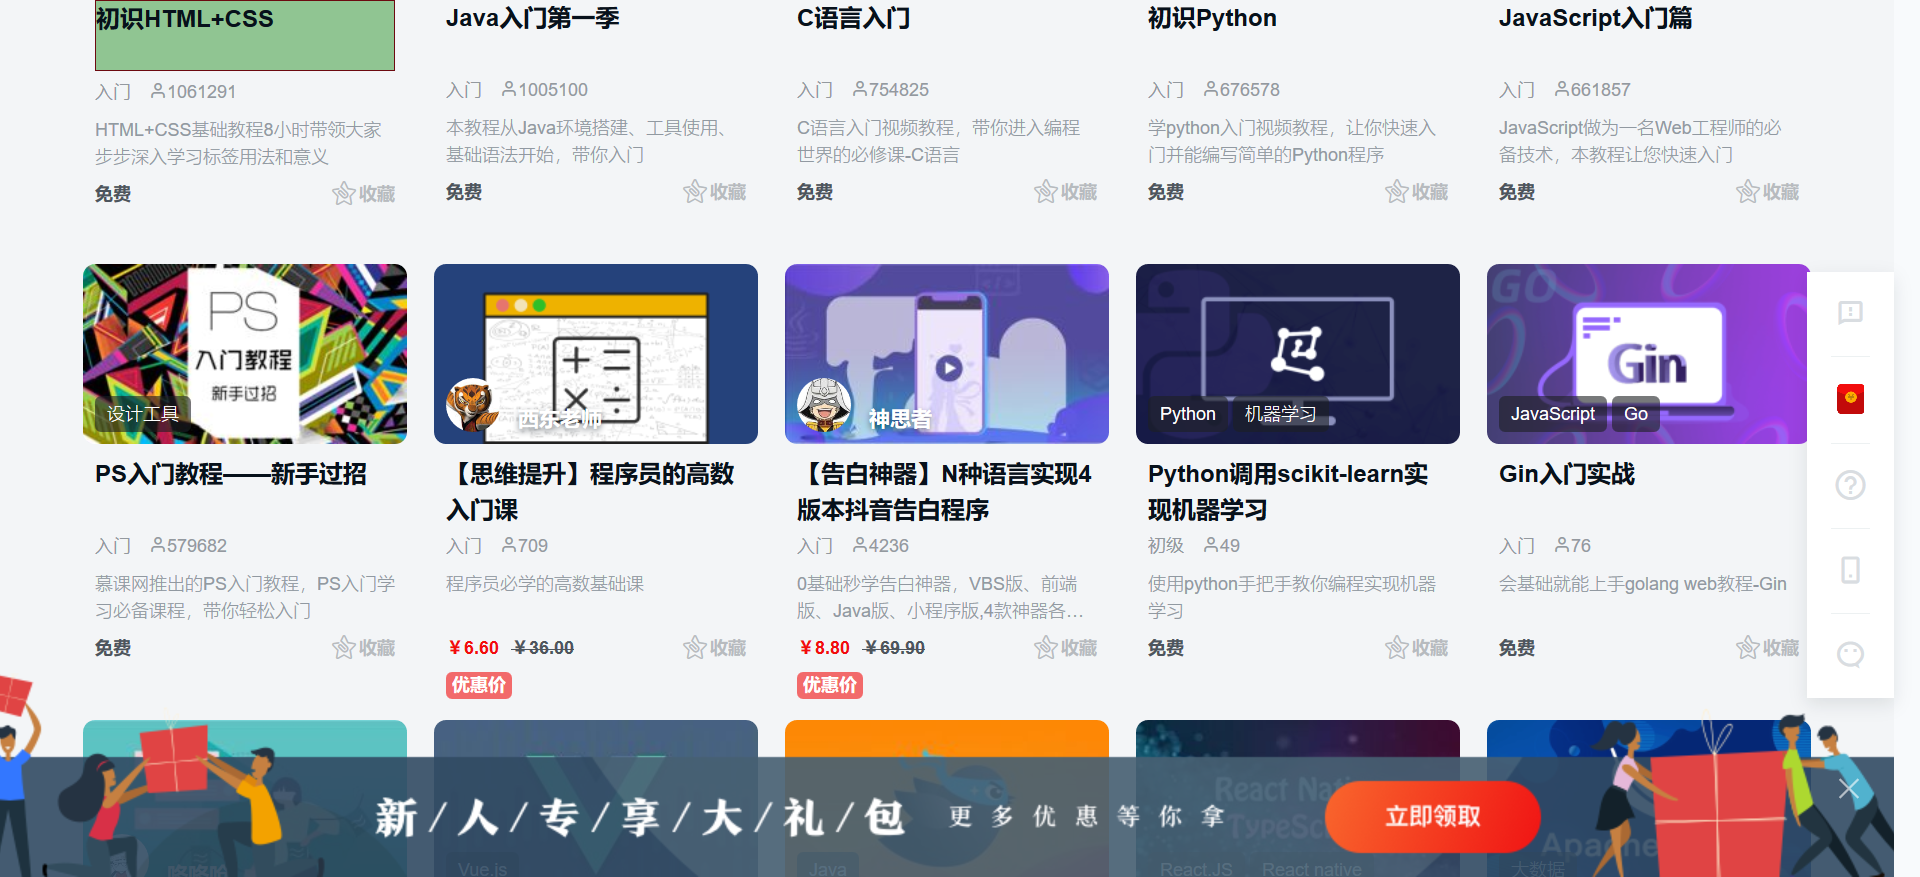 初识HTML+CSS
入门 1061291
HTML+CSS基础教程8小时带领大家
步步深入学习标签用法和意义
免费 收藏
Java入门第一季
入门 1005100
本教程从Java环境搭建、工具使用、
基础语法开始，带你入门
免费 收藏
C语言入门
入门 754825
C语言入门视频教程，带你进入编程
世界的必修课-C语言
免费 收藏
初识Python
入门 676578
学python入门视频教程，让你快速入
门并能编写简单的Python程序
免费 收藏
JavaScript入门篇
入门 661857
JavaScript做为一名Web工程师的必
备技术，本教程让您快速入门
免费 收藏
PS
入门教程
新手过招
设计工具
PS入门教程——新手过招
入门 579682
慕课网推出的PS入门教程，PS入门学
习必备课程，带你轻松入门
免费 收藏
西东老师
【思维提升】程序员的高数
入门课
入门 709
程序员必学的高数基础课
￥6.60 ￥36.00 收藏
优惠价
神思者
【告白神器】N种语言实现4
版本抖音告白程序
入门 4236
0基础秒学告白神器，VBS版、前端
版、Java版、小程序版,4款神器各...
￥8.80 ￥69.90 收藏
优惠价
Python 机器学习
Python调用scikit-learn实
现机器学习
初级 49
使用python手把手教你编程实现机器
学习
免费 收藏
GO
Gin
JavaScript Go
Gin入门实战
入门 76
会基础就能上手golang web教程-Gin
免费 收藏
新/人/专/享/大/礼/包 更多优惠等你拿 立即领取
Vue.js
Java
React Nati
TypeSc
React.JS React native
Apache
大数据